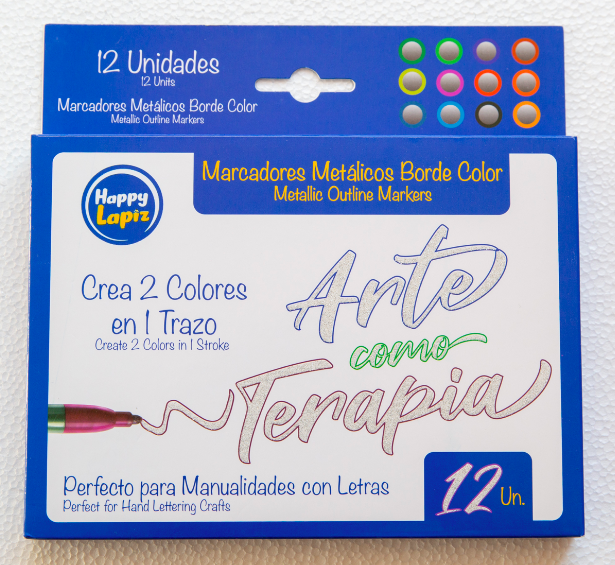 12 Unidades
12 Units
Marcadores Metálicos Borde Color
Metallic Outline Markers
Happy
Lapiz
Marcadores Metálicos Borde Color
Metallic Outline Markers
Crea 2 Colores
en 1 Trazo
Create 2 Colors in 1 Stroke
Arte
como
Terapia
Perfecto para Manualidades con Letras
Perfect for Hand Lettering Crafts
12 Un.